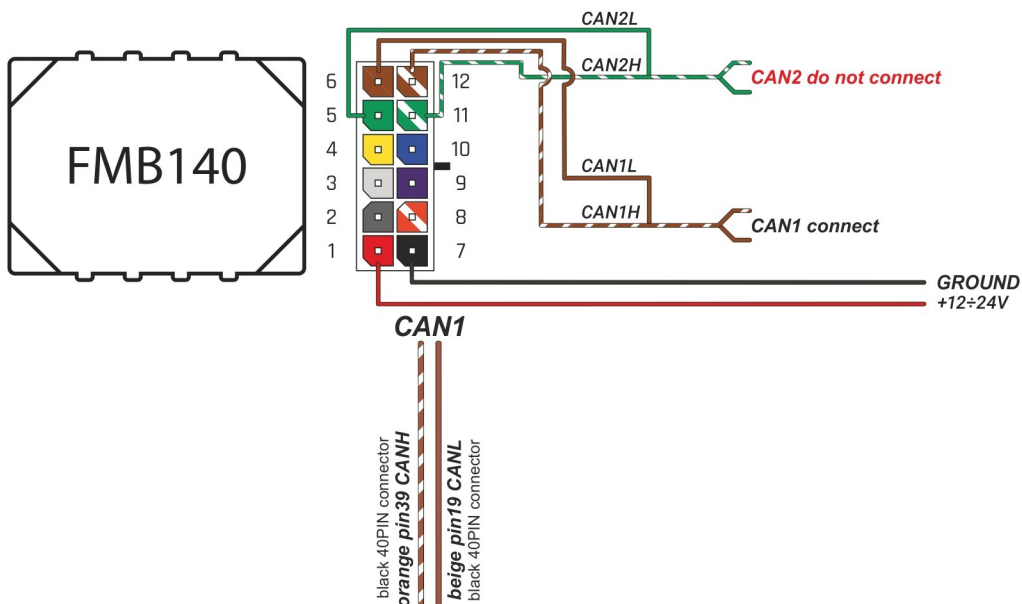 FMB140
CAN2L
CAN2H
CAN2 do not connect
6
12
5
11
4
10
3
9
2
8
1
7
CAN1L
CAN1H
CAN1 connect
GROUND
+12÷24V
CAN1
black 40PIN connector
orange pin39 CANH
beige pin19 CANL
black 40PIN connector